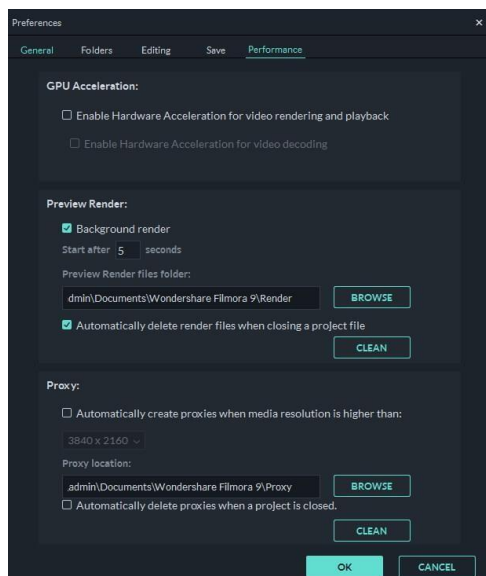 Preferences
General Folders Editing Save Performance
GPU Acceleration:
Enable Hardware Acceleration for video rendering and playback
Enable Hardware Acceleration for video decoding
Preview Render:
Background render
Start after 5 seconds
Preview Render files folder:
dmin\Documents\Wondershare Filmora 9\Render BROWSE
Automatically delete render files when closing a project file
CLEAN
Proxy:
Automatically create proxies when media resolution is higher than:
3840 x 2160
Proxy location:
.admin\Documents\Wondershare Filmora 9\Proxy BROWSE
Automatically delete proxies when a project is closed.
CLEAN
OK CANCEL